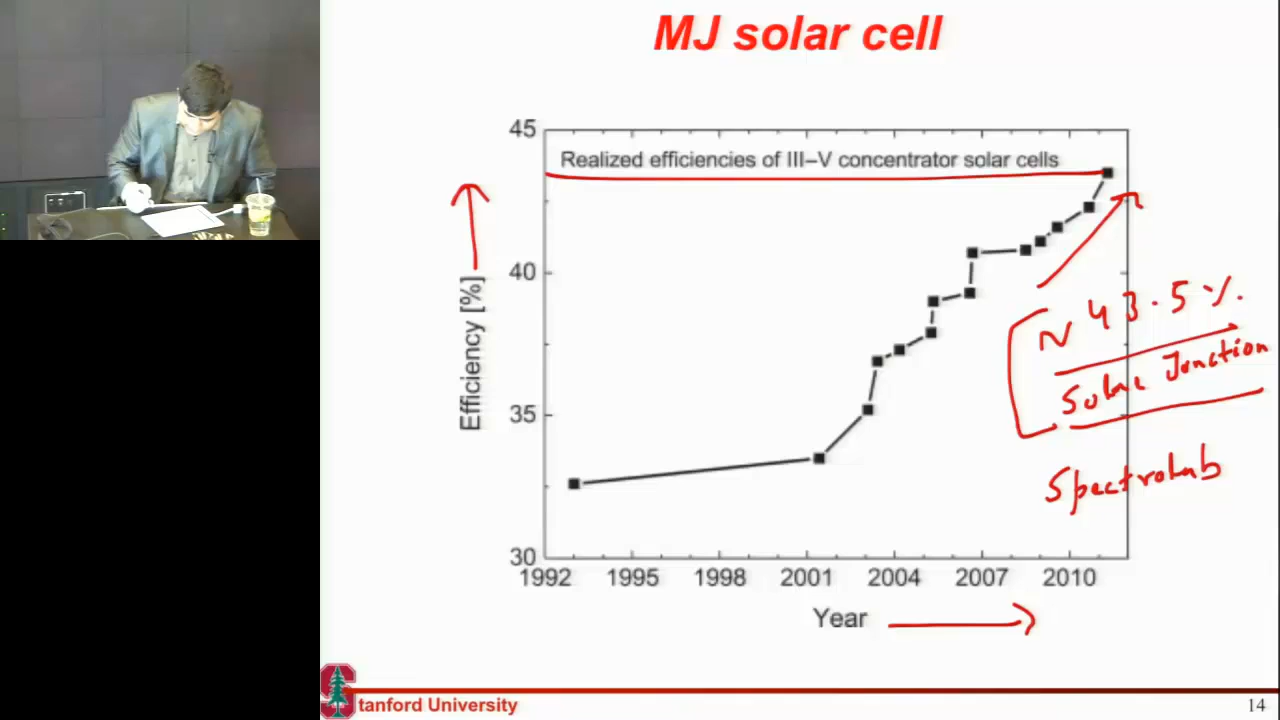 MJ solar cell
45
Realized efficiencies of III–V concentrator solar cells
40
35
30
Efficiency [%]
1992 1995 1998 2001 2004 2007 2010
Year
~ 43.5 %.
Solar Junction
Spectrolab
Stanford University
14